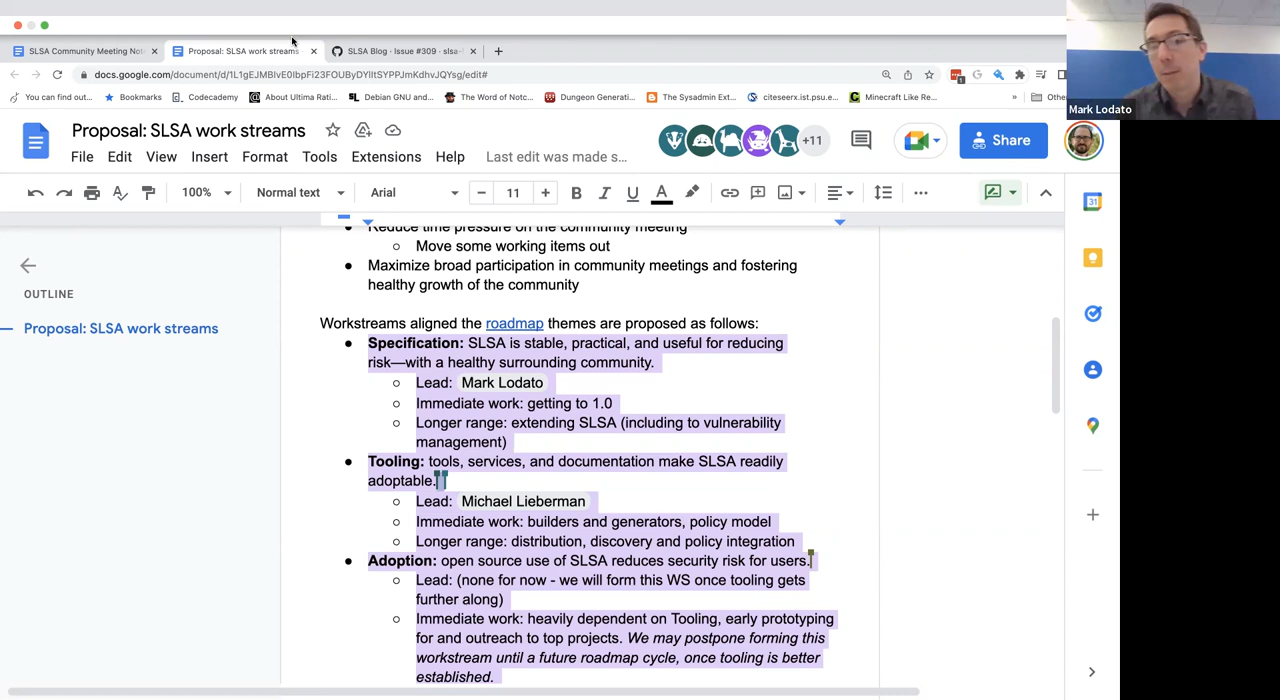 SLSA Community Meeting Not
Proposal: SLSA work streams
SLSA Blog · Issue #309 · slsa-
docs.google.com/document/d/1L1gEJMBIvE0IbpFi23FOUByDYlItSYPPJmKdhvJQYsg/edit#
You can find out...
Bookmarks
Codecademy
About Ultima Rati...
Debian GNU and...
The Word of Notc...
Dungeon Generati...
The Sysadmin Ext...
citeseerx.ist.psu.e...
Minecraft Like Re...
»
Othe
Mark Lodato
Proposal: SLSA work streams
+11
Share
File Edit View Insert Format Tools Extensions Help Last edit was made s...
100% Normal text Arial 11 B I U A
31
Reduce time pressure on the community meeting
Move some working items out
Maximize broad participation in community meetings and fostering
healthy growth of the community
OUTLINE
Proposal: SLSA work streams
Workstreams aligned the roadmap themes are proposed as follows:
Specification: SLSA is stable, practical, and useful for reducing
risk—with a healthy surrounding community.
Lead: Mark Lodato
Immediate work: getting to 1.0
Longer range: extending SLSA (including to vulnerability
management)
Tooling: tools, services, and documentation make SLSA readily
adoptable.
Lead: Michael Lieberman
Immediate work: builders and generators, policy model
Longer range: distribution, discovery and policy integration
Adoption: open source use of SLSA reduces security risk for users.
Lead: (none for now - we will form this WS once tooling gets
further along)
Immediate work: heavily dependent on Tooling, early prototyping
for and outreach to top projects. We may postpone forming this
workstream until a future roadmap cycle, once tooling is better
established.